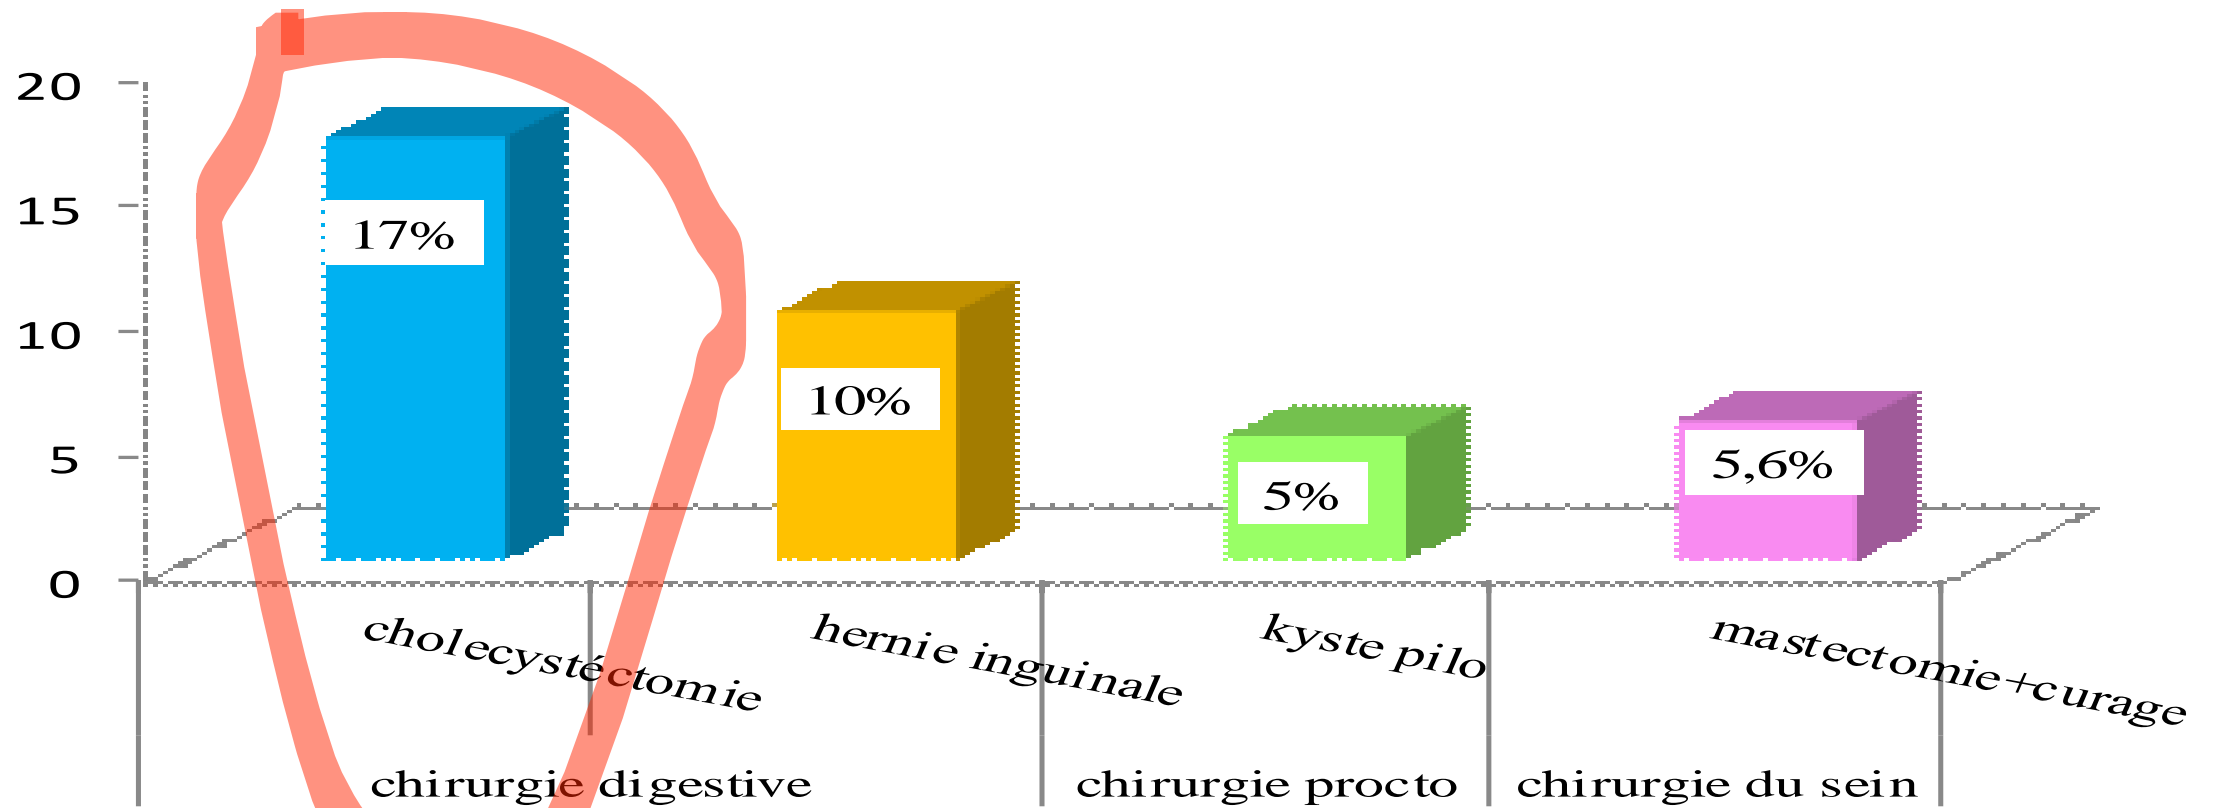 20
15
10
5
0
17%
10%
5%
5,6%
cholecystéctomie
hernie inguinale
kyste pilo
mastectomie+curage
chirurgie digestive
chirurgie procto
chirurgie du sein